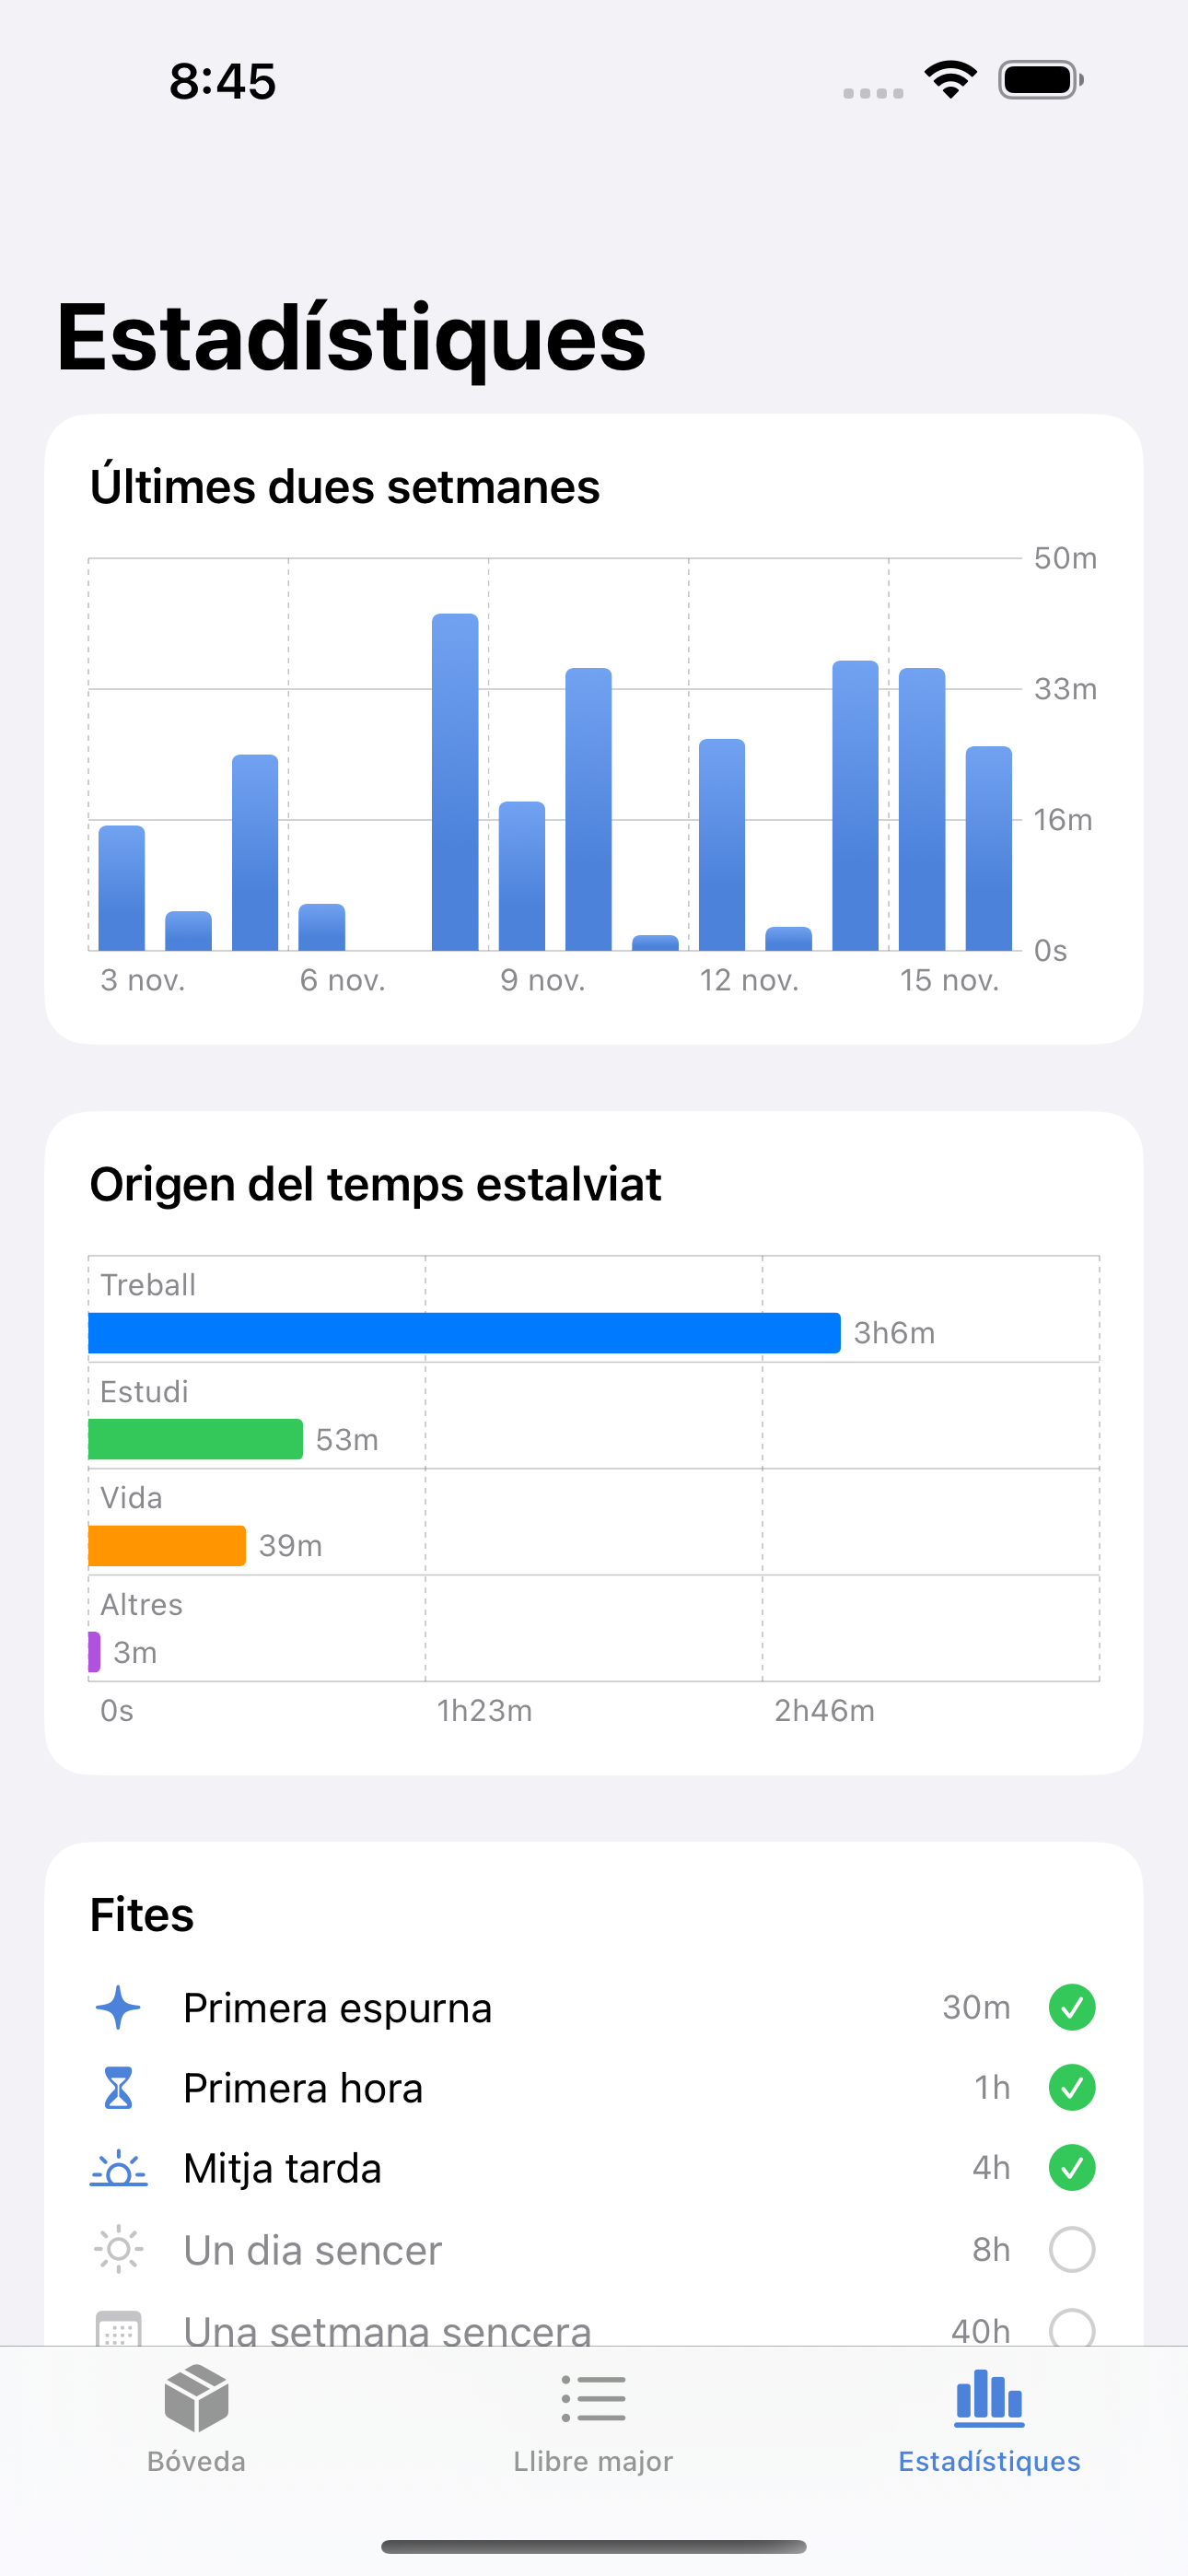 8:45
Estadístiques
Últimes dues setmanes
50m
33m
16m
0s
3 nov.
6 nov.
9 nov.
12 nov.
15 nov.
Origen del temps estalviat
Treball
3h6m
Estudi
53m
Vida
39m
Altres
3m
0s
1h23m
2h46m
Fites
Primera espurna 30m
Primera hora 1h
Mitja tarda 4h
Un dia sencer 8h
Una setmana sencera 40h
Bóveda
Llibre major
Estadístiques